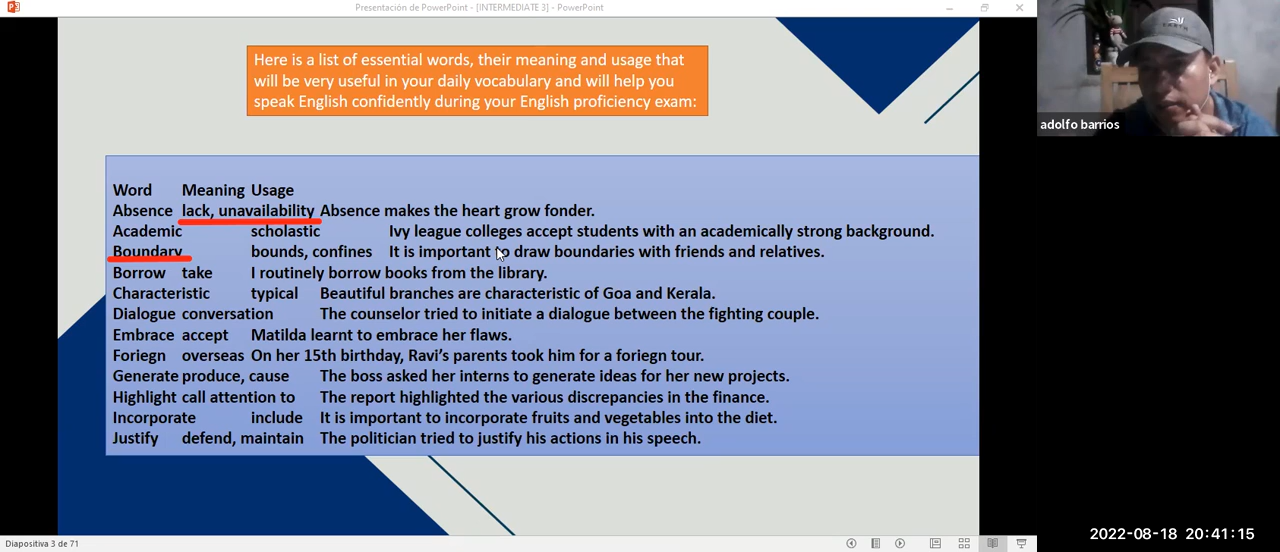 Presentación de PowerPoint - [INTERMEDIATE 3] - PowerPoint
Here is a list of essential words, their meaning and usage that
will be very useful in your daily vocabulary and will help you
speak English confidently during your English proficiency exam:
adolfo barrios
Word Meaning Usage
Absence lack, unavailability Absence makes the heart grow fonder.
Academic scholastic Ivy league colleges accept students with an academically strong background.
Boundary bounds, confines It is important to draw boundaries with friends and relatives.
Borrow take I routinely borrow books from the library.
Characteristic typical Beautiful branches are characteristic of Goa and Kerala.
Dialogue conversation The counselor tried to initiate a dialogue between the fighting couple.
Embrace accept Matilda learnt to embrace her flaws.
Foriegn overseas On her 15th birthday, Ravi's parents took him for a foriegn tour.
Generate produce, cause The boss asked her interns to generate ideas for her new projects.
Highlight call attention to The report highlighted the various discrepancies in the finance.
Incorporate include It is important to incorporate fruits and vegetables into the diet.
Justify defend, maintain The politician tried to justify his actions in his speech.
Diapositiva 3 de 71
2022-08-18 20:41:15